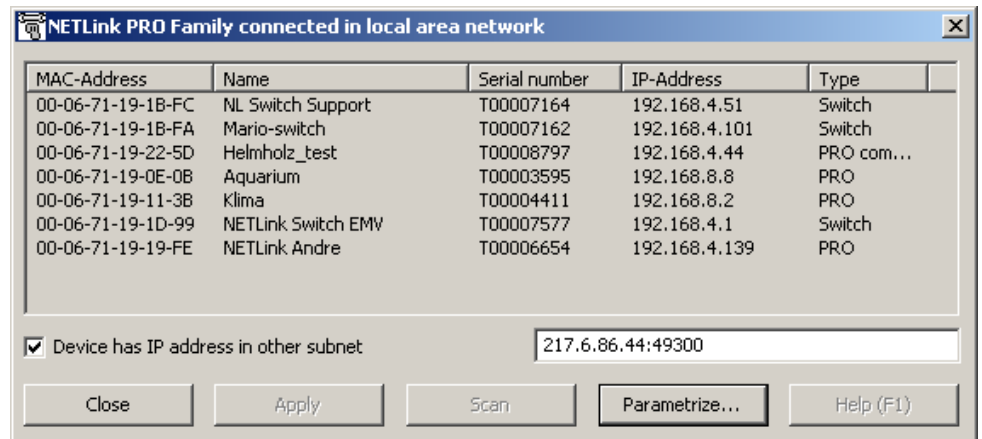 NETLink PRO Family connected in local area network
MAC-Address Name Serial number IP-Address Type
00-06-71-19-1B-FC NL Switch Support T00007164 192.168.4.51 Switch
00-06-71-19-1B-FA Mario-switch T00007162 192.168.4.101 Switch
00-06-71-19-22-5D Helmholz_test T00008797 192.168.4.44 PRO com...
00-06-71-19-0E-0B Aquarium T00003595 192.168.8.8 PRO
00-06-71-19-11-3B Klima T00004411 192.168.8.2 PRO
00-06-71-19-1D-99 NETLink Switch EMV T00007577 192.168.4.1 Switch
00-06-71-19-19-FE NETLink Andre T00006654 192.168.4.139 PRO
Device has IP address in other subnet 217.6.86.44:49300
Close Apply Scan Parametrize... Help (F1)